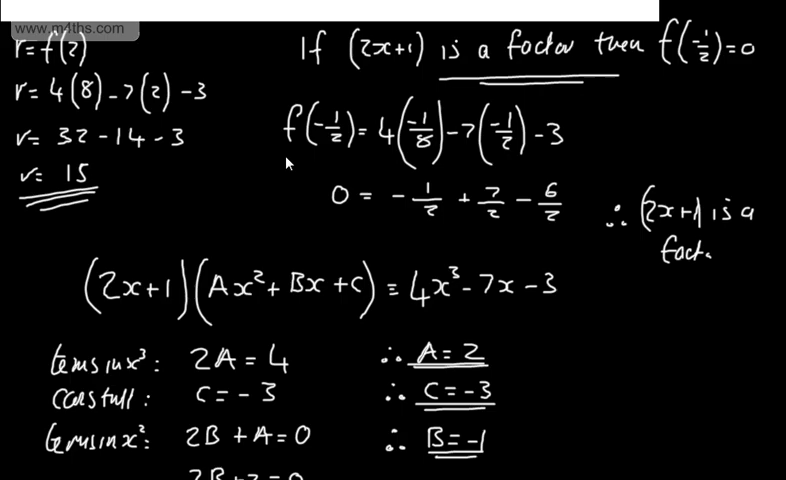 www.m4ths.com
r=f(2)
r=4(8)-7(2)-3
r= 32-14-3
r= 15
If (2x+1) is a factor then f(-1/2)=0
f(-1/2)= 4(-1/8)-7(-1/2)-3
0 = -1/2 + 7/2 - 6/2
∴ (2x+1) is a
fact.
(2x+1)(Ax²+Bx+C) ≡ 4x³-7x-3
terms in x³: 2A = 4 ∴ A=2
C = -3 ∴ C=-3
terms in x²: 2B + A = 0 ∴ B=-1
2B+2=0